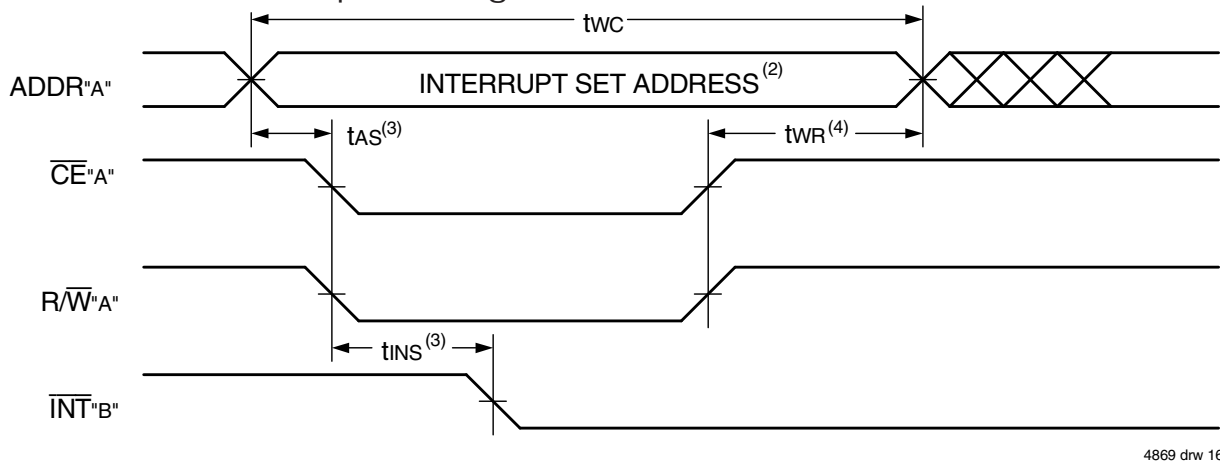 tWC
ADDR"A"
INTERRUPT SET ADDRESS(2)
tAS(3)
tWR(4)
CE"A"
R/W"A"
tINS(3)
INT"B"
4869 drw 16